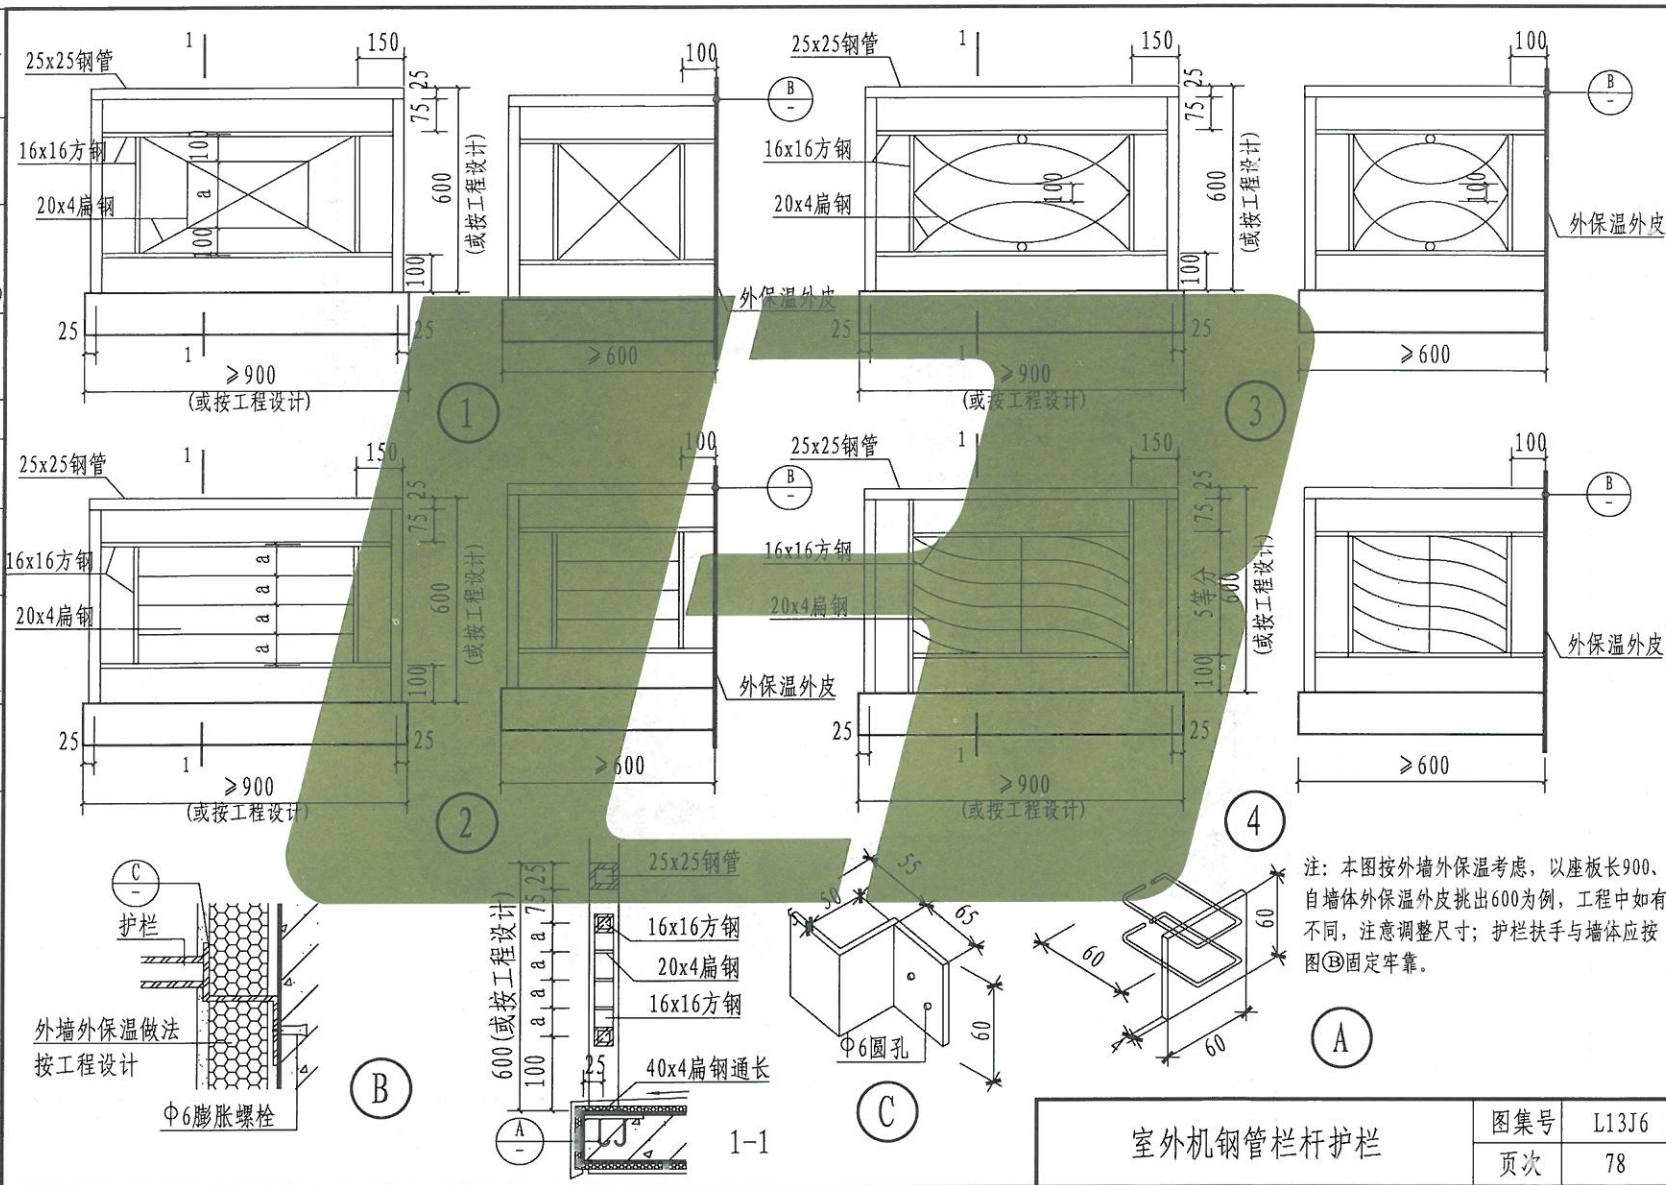 1
150
25x25钢管
25
75
100
B
-
16x16方钢
100
a
100
20x4扁钢
600
(或按工程设计)
100
外保温外皮
25
25
1
≥900
(或按工程设计)
≥600
1
1
150
25x25钢管
25
75
100
B
-
16x16方钢
100
100
20x4扁钢
600
(或按工程设计)
100
外保温外皮
25
25
1
≥900
(或按工程设计)
≥600
3
1
150
25x25钢管
25
75
100
B
-
16x16方钢
a
a
a
a
20x4扁钢
600
(或按工程设计)
100
外保温外皮
25
25
1
≥900
(或按工程设计)
≥600
2
1
150
25x25钢管
25
75
100
B
-
16x16方钢
5等分
20x4扁钢
600
(或按工程设计)
100
外保温外皮
25
25
1
≥900
(或按工程设计)
≥600
4
C
-
护栏
外墙外保温做法
按工程设计
Φ6膨胀螺栓
B
25x25钢管
25
75
a
a
a
a
100
600(或按工程设计)
16x16方钢
20x4扁钢
16x16方钢
25
40x4扁钢通长
A
-
1-1
55
50
5
65
60
Φ6圆孔
C
60
60
60
A
注：本图按外墙外保温考虑，以座板长900、
自墙体外保温外皮挑出600为例，工程中如有
不同，注意调整尺寸；护栏扶手与墙体应按
图Ⓑ固定牢靠。
室外机钢管栏杆护栏
图集号
L13J6
页次
78